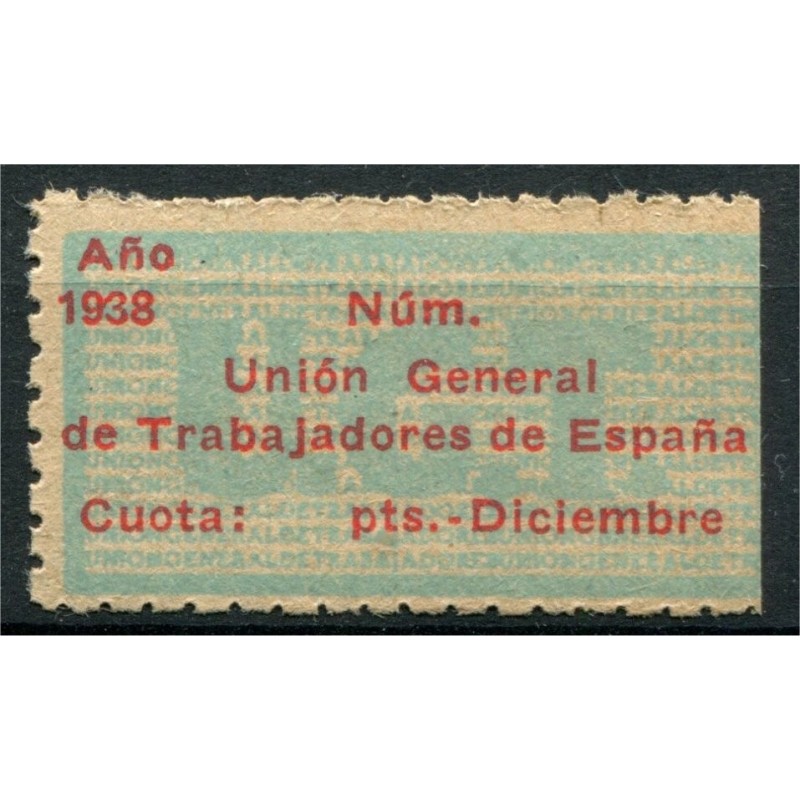 Año
1938 Núm.
Unión General
de Trabajadores de España
Cuota: pts.-Diciembre